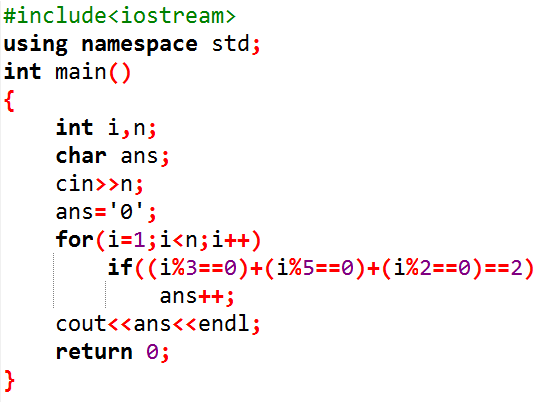 #include<iostream>
using namespace std;
int main()
{
    int i,n;
    char ans;
    cin>>n;
    ans='0';
    for(i=1;i<n;i++)
        if((i%3==0)+(i%5==0)+(i%2==0)==2)
            ans++;
    cout<<ans<<endl;
    return 0;
}